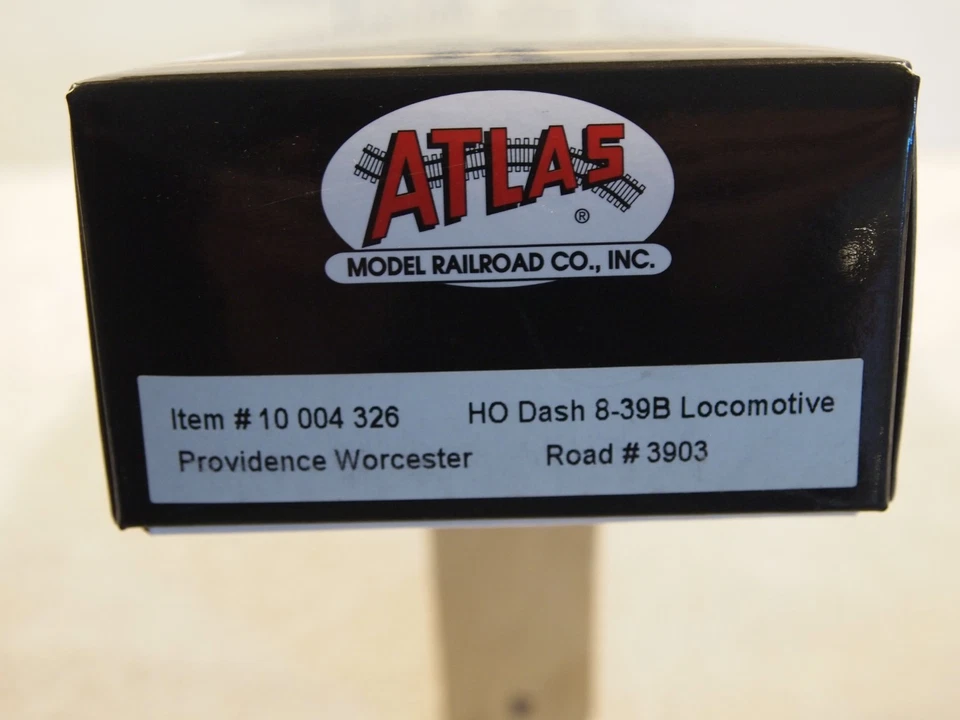 ATLAS
®
MODEL RAILROAD CO., INC.
Item # 10 004 326 HO Dash 8-39B Locomotive
Providence Worcester Road # 3903